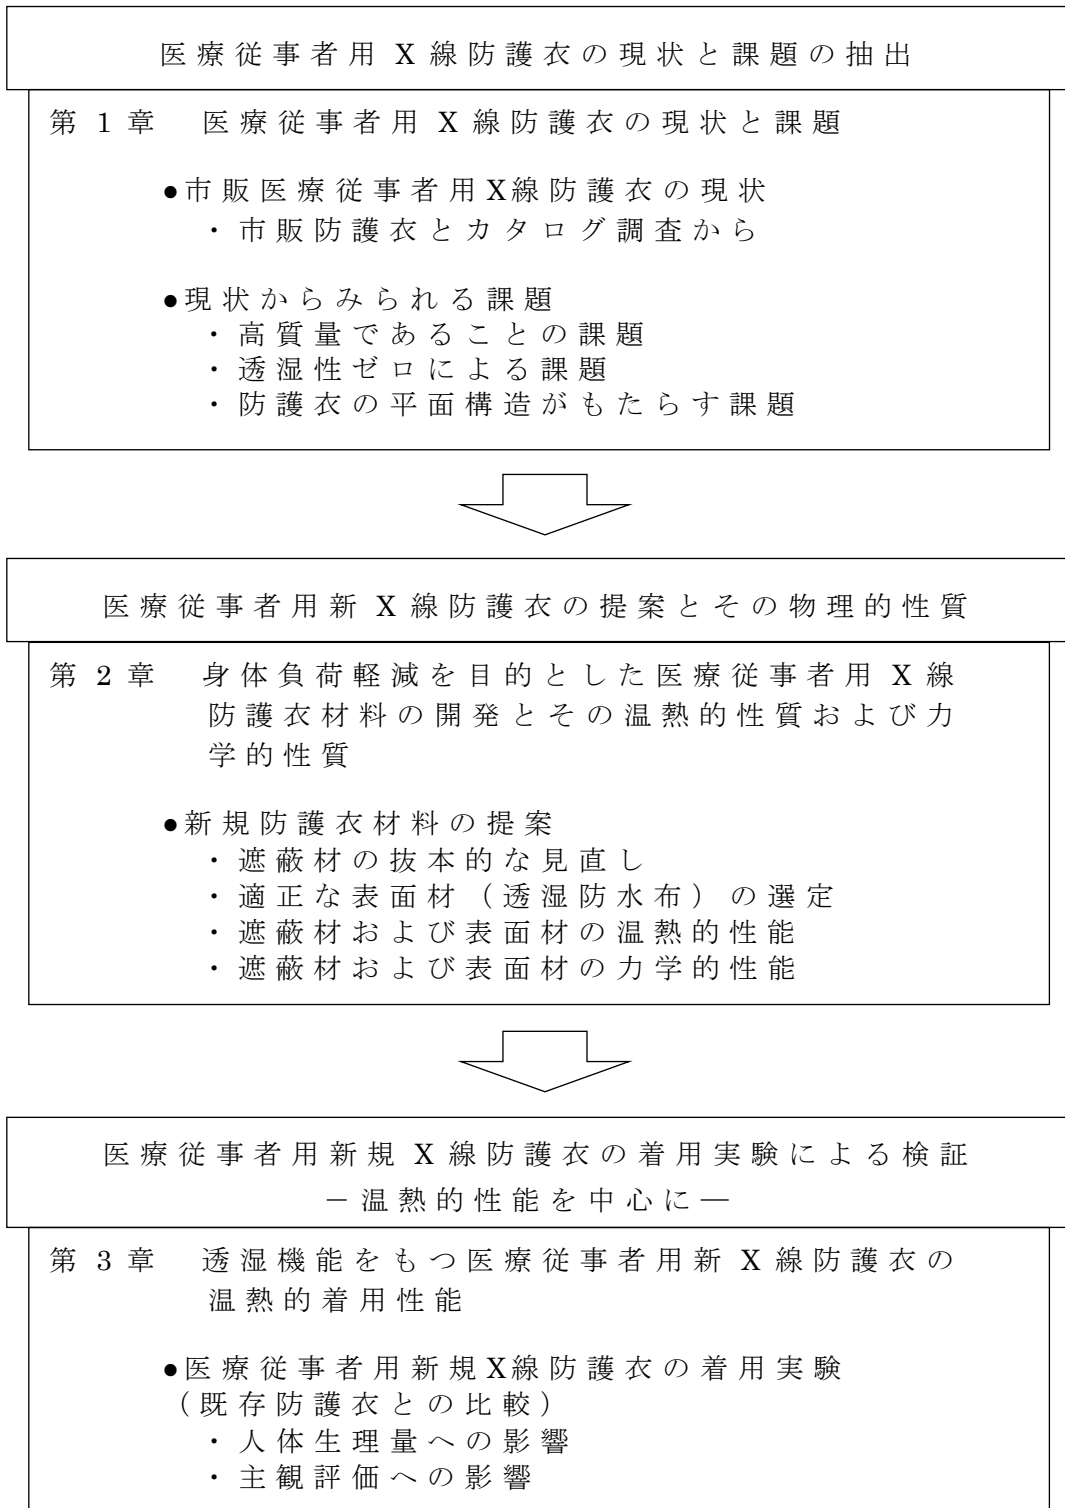 医療従事者用 X 線防護衣の現状と課題の抽出
第 1 章　医療従事者用 X 線防護衣の現状と課題
●市販医療従事者用X線防護衣の現状
・市販防護衣とカタログ調査から
●現状からみられる課題
・高質量であることの課題
・透湿性ゼロによる課題
・防護衣の平面構造がもたらす課題
医療従事者用新 X 線防護衣の提案とその物理的性質
第 2 章　身体負荷軽減を目的とした医療従事者用 X 線
防護衣材料の開発とその温熱的性質および力
学的性質
●新規防護衣材料の提案
・遮蔽材の抜本的な見直し
・適正な表面材（透湿防水布）の選定
・遮蔽材および表面材の温熱的性能
・遮蔽材および表面材の力学的性能
医療従事者用新規 X 線防護衣の着用実験による検証
－温熱的性能を中心に―
第 3 章　透湿機能をもつ医療従事者用新 X 線防護衣の
温熱的着用性能
●医療従事者用新規X線防護衣の着用実験
（既存防護衣との比較）
・人体生理量への影響
・主観評価への影響